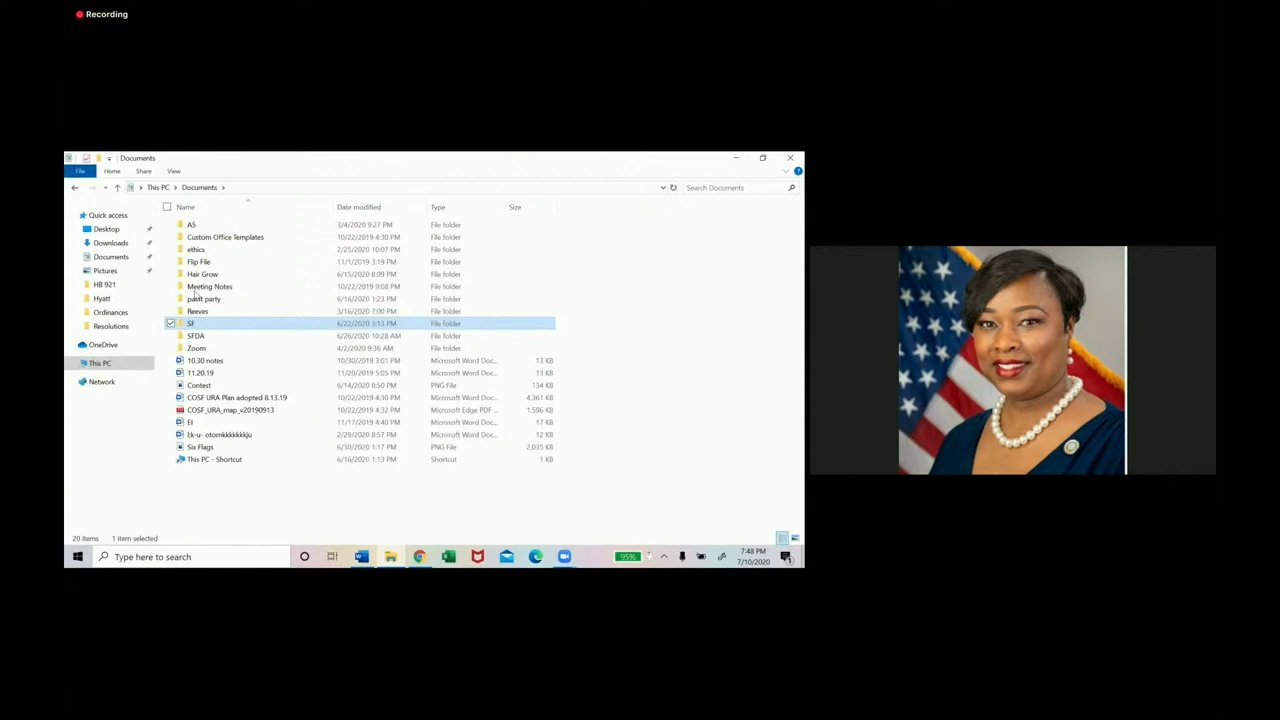 Recording
Documents
File Home Share View
This PC Documents
Search Documents
Name Date modified Type Size
Quick access
Desktop
Downloads
Documents
Pictures
HB 921
Hyatt
Ordinances
Resolutions
OneDrive
This PC
Network
A5 3/4/2020 9:27 PM File folder
Custom Office Templates 10/22/2019 4:30 PM File folder
ethics 2/25/2020 10:07 PM File folder
Flip File 11/1/2019 3:19 PM File folder
Hair Grow 6/15/2020 8:09 PM File folder
Meeting Notes 10/22/2019 9:08 PM File folder
party 6/16/2020 1:23 PM File folder
Reeves 3/16/2020 7:00 PM File folder
SF 6/22/2020 3:13 PM File folder
SFDA 6/26/2020 10:28 AM File folder
Zoom 4/2/2020 9:36 AM File folder
10.30 notes 10/30/2019 3:01 PM Microsoft Word Doc... 13 KB
11.20.19 11/20/2019 5:05 PM Microsoft Word Doc... 13 KB
Contest 6/14/2020 8:50 PM PNG File 134 KB
COSF URA Plan adopted 8.13.19 10/22/2019 4:30 PM Microsoft Word Doc... 4,361 KB
COSF_URA_map_v20190913 10/22/2019 4:32 PM Microsoft Edge PDF ... 1,596 KB
11/17/2019 4:40 PM Microsoft Word Doc... 17 KB
2/29/2020 8:57 PM Microsoft Word Doc... 12 KB
Six Flags 6/30/2020 1:17 PM PNG File 2,035 KB
This PC - Shortcut 6/16/2020 1:13 PM Shortcut 1 KB
20 items 1 item selected
Type here to search
95%
7:48 PM
7/10/2020